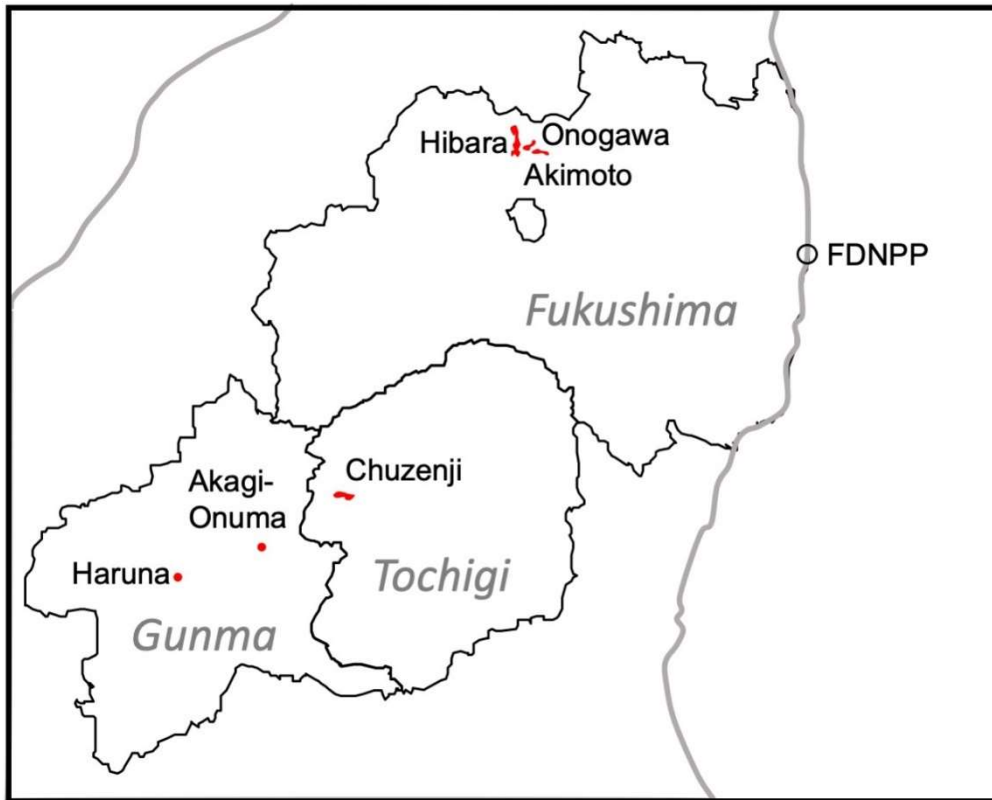 Hibara
Onogawa
Akimoto
FDNPP
Fukushima
Chuzenji
Akagi-
Onuma
Haruna
Tochigi
Gunma